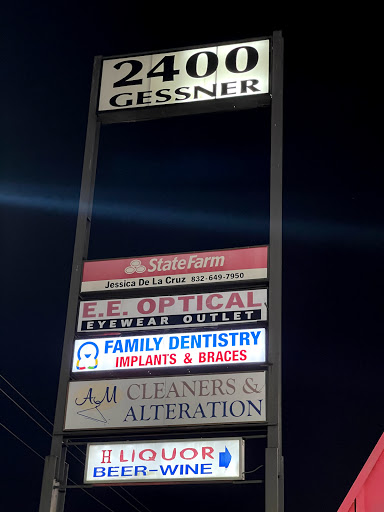 2400
GESSNER
StateFarm
Jessica De La Cruz 832-649-7950
E.E. OPTICAL
EYEWEAR OUTLET
FAMILY DENTISTRY
IMPLANTS & BRACES
AM CLEANERS &
ALTERATION
H LIQUOR
BEER-WINE